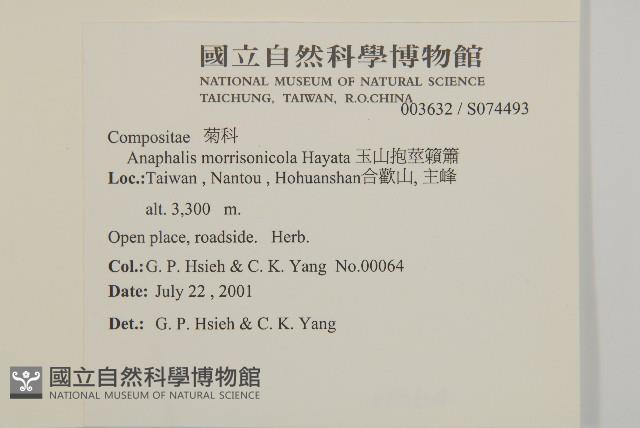 國立自然科學博物館
NATIONAL MUSEUM OF NATURAL SCIENCE
TAICHUNG, TAIWAN, R.O.CHINA
003632 / S074493
Compositae 菊科
Anaphalis morrisonicola Hayata 玉山抱莖籟簫
Loc.:Taiwan , Nantou , Hohuanshan合歡山, 主峰
alt. 3,300 m.
Open place, roadside. Herb.
Col.: G. P. Hsieh & C. K. Yang No.00064
Date: July 22 , 2001
Det.: G. P. Hsieh & C. K. Yang
國立自然科學博物館
NATIONAL MUSEUM OF NATURAL SCIENCE